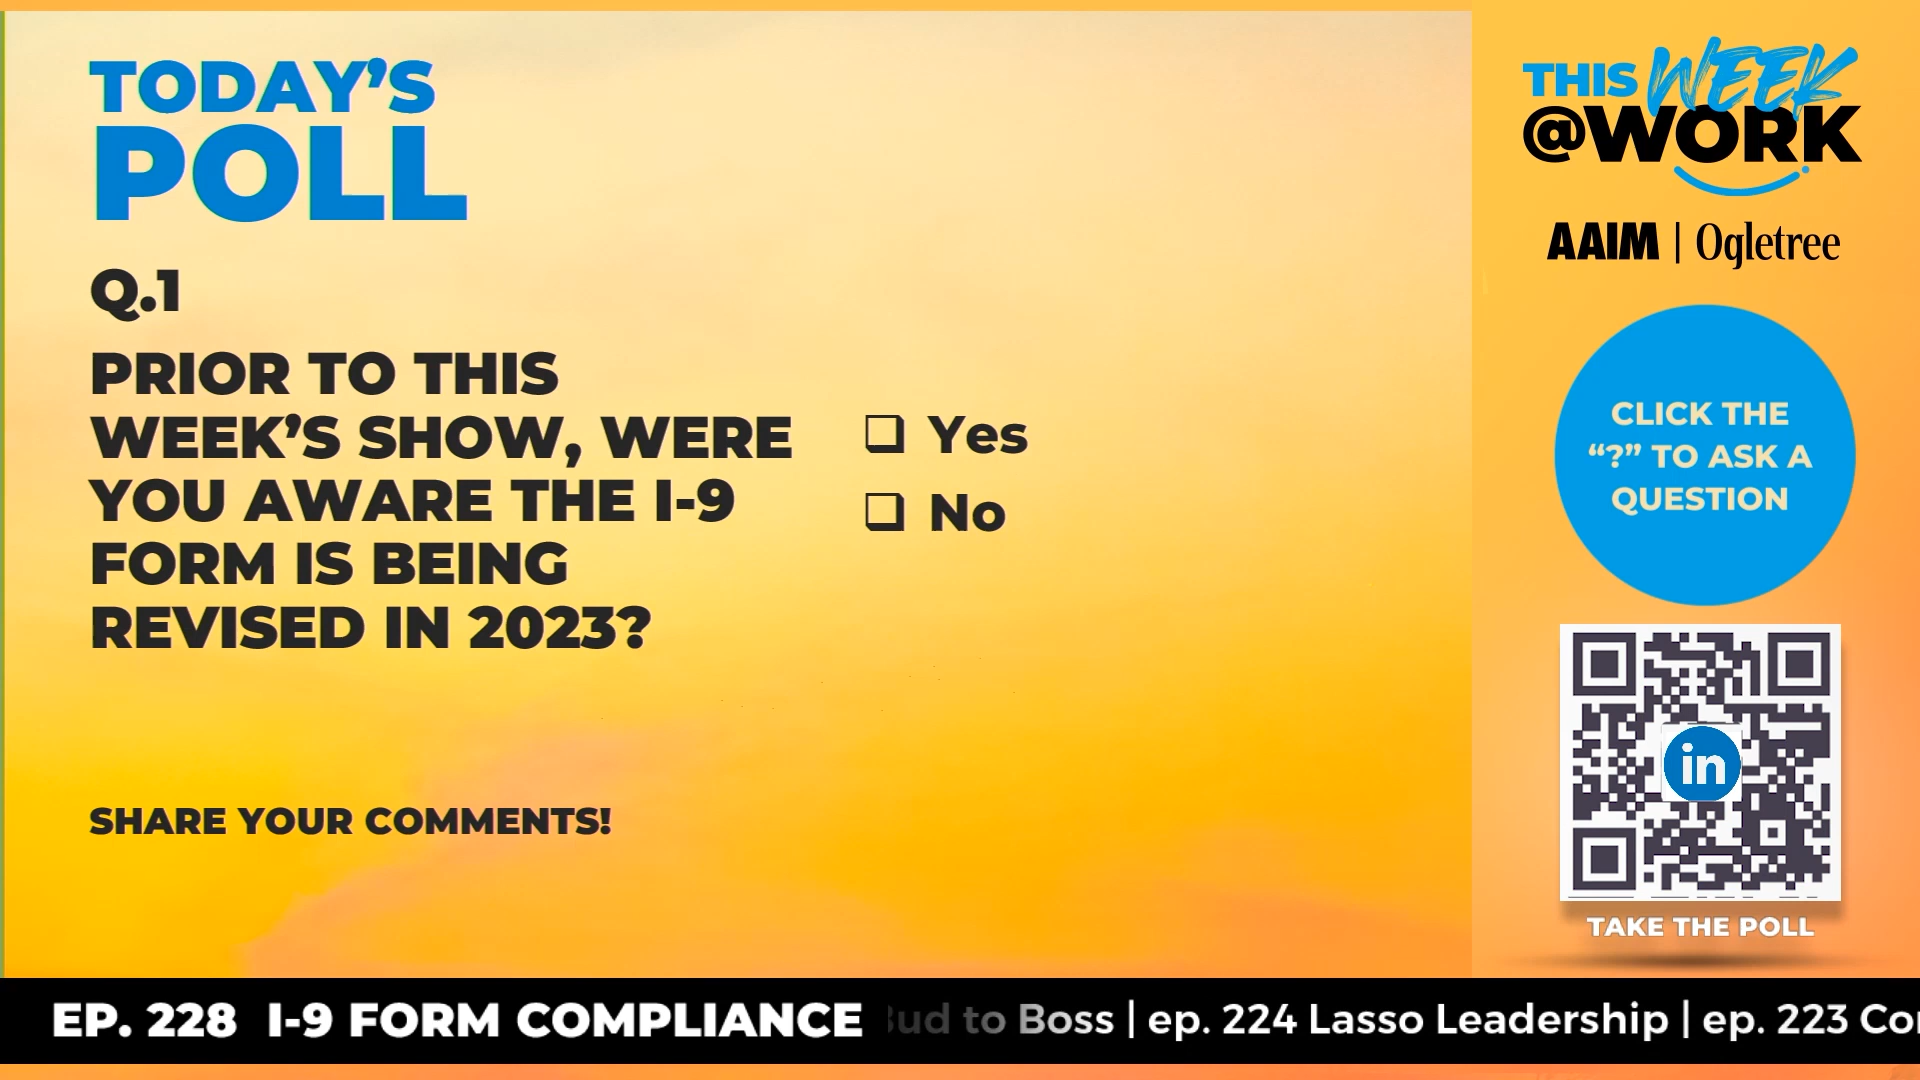 TODAY’S
POLL
Q.1
PRIOR TO THIS
WEEK’S SHOW, WERE
YOU AWARE THE I-9
FORM IS BEING
REVISED IN 2023?
❏ Yes
❏ No
SHARE YOUR COMMENTS!
THIS WEEK
@WORK
AAIM | Ogletree
CLICK THE
“?” TO ASK A
QUESTION
in
TAKE THE POLL
EP. 228 I-9 FORM COMPLIANCE
to Boss | ep. 224 Lasso Leadership | ep. 223